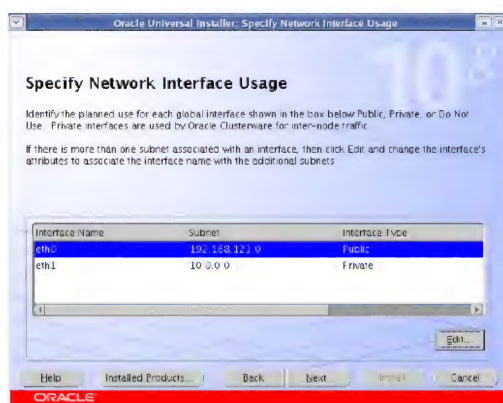 Oracle Universal Installer: Specify Network Interface Usage
10g
Specify Network Interface Usage
Identify the planned use for each global interface shown in the box below Public, Private, or Do Not
Use Private interfaces are used by Oracle Clusterware for inter-node traffic
If there is more than one subnet associated with an interface, then click Edit and change the interface's
attributes to associate the interface name with the additional subnets
Interface Name Subnet Interface Type
eth0 192.168.123.0 Public
eth1 10.0.0.0 Private
Edit...
Help Installed Products... Back Next Install Cancel
ORACLE